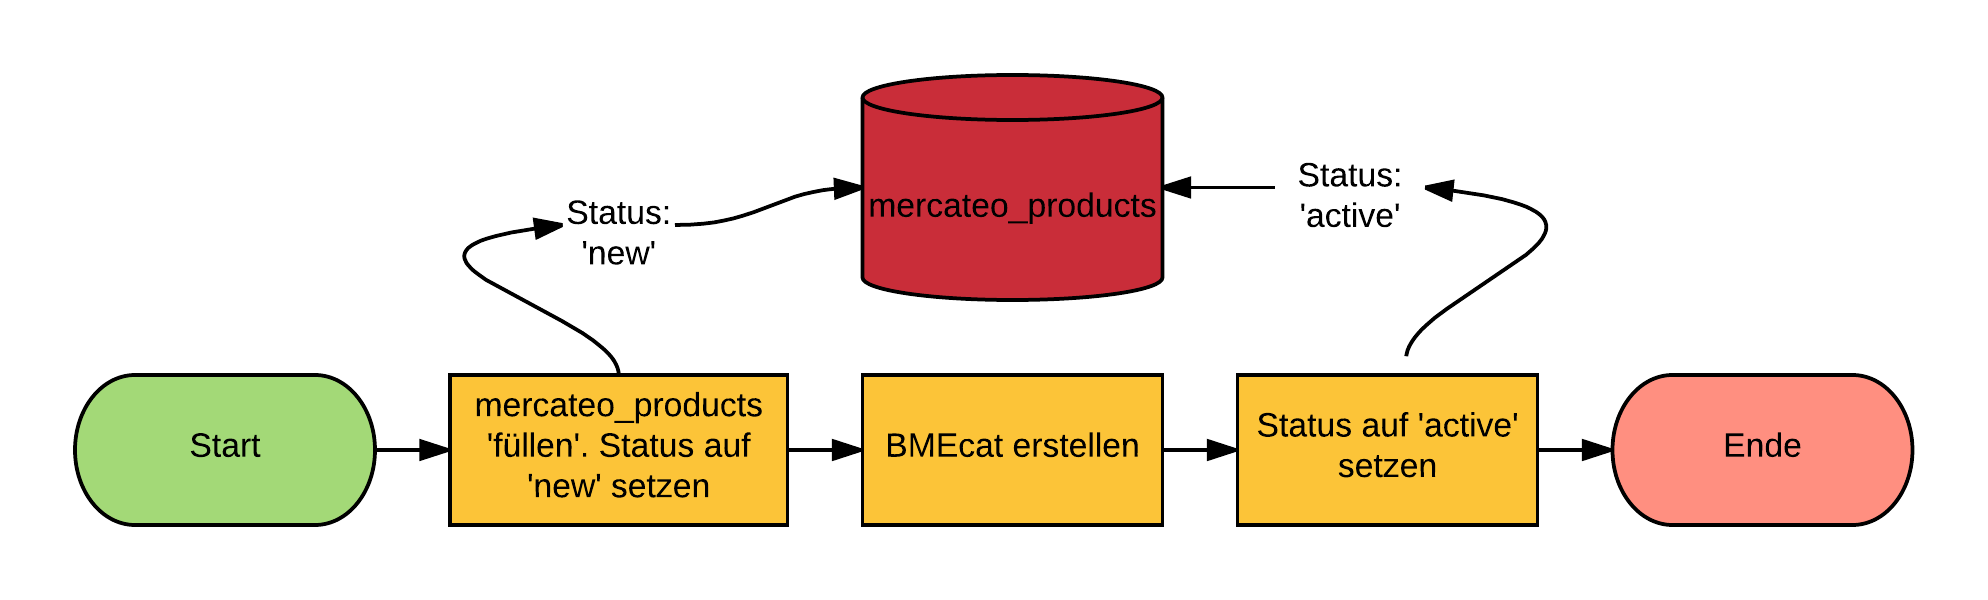 Status:
'new'
mercateo_products
Status:
'active'
Start
mercateo_products
'füllen'. Status auf
'new' setzen
BMEcat erstellen
Status auf 'active'
setzen
Ende